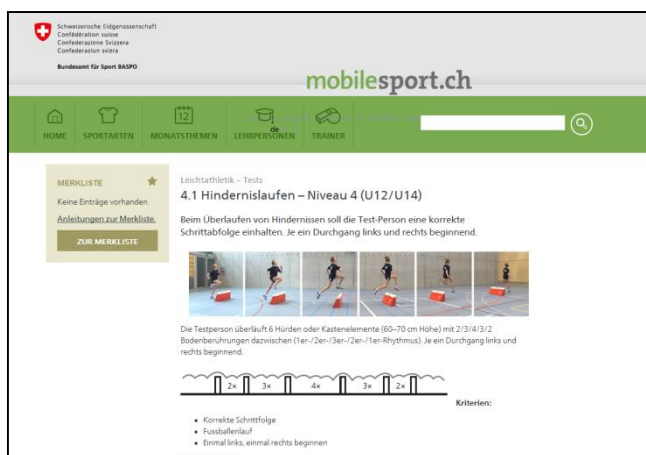 Schweizerische Eidgenossenschaft
Confédération suisse
Confederazione Svizzera
Confederaziun svizra
Bundesamt für Sport BASPO
mobilesport.ch
HOME
SPORTARTEN
12
MONATSTHEMEN
LEHRPERSONEN
de
TRAINER
MERKLISTE
Keine Einträge vorhanden.
Anleitungen zur Merkliste.
ZUR MERKLISTE
Leichtathletik – Tests
4.1 Hindernislaufen – Niveau 4 (U12/U14)
Beim Überlaufen von Hindernissen soll die Test-Person eine korrekte
Schrittabfolge einhalten. Je ein Durchgang links und rechts beginnend.
Die Testperson überläuft 6 Hürden oder Kastenelemente (60–70 cm Höhe) mit 2/3/4/3/2
Bodenberührungen dazwischen (1er-/2er-/3er-/2er-/1er-Rhythmus). Je ein Durchgang links und
rechts beginnend.
2× 3× 4× 3× 2×
Kriterien:
• Korrekte Schrittfolge
• Fussballenlauf
• Einmal links, einmal rechts beginnen